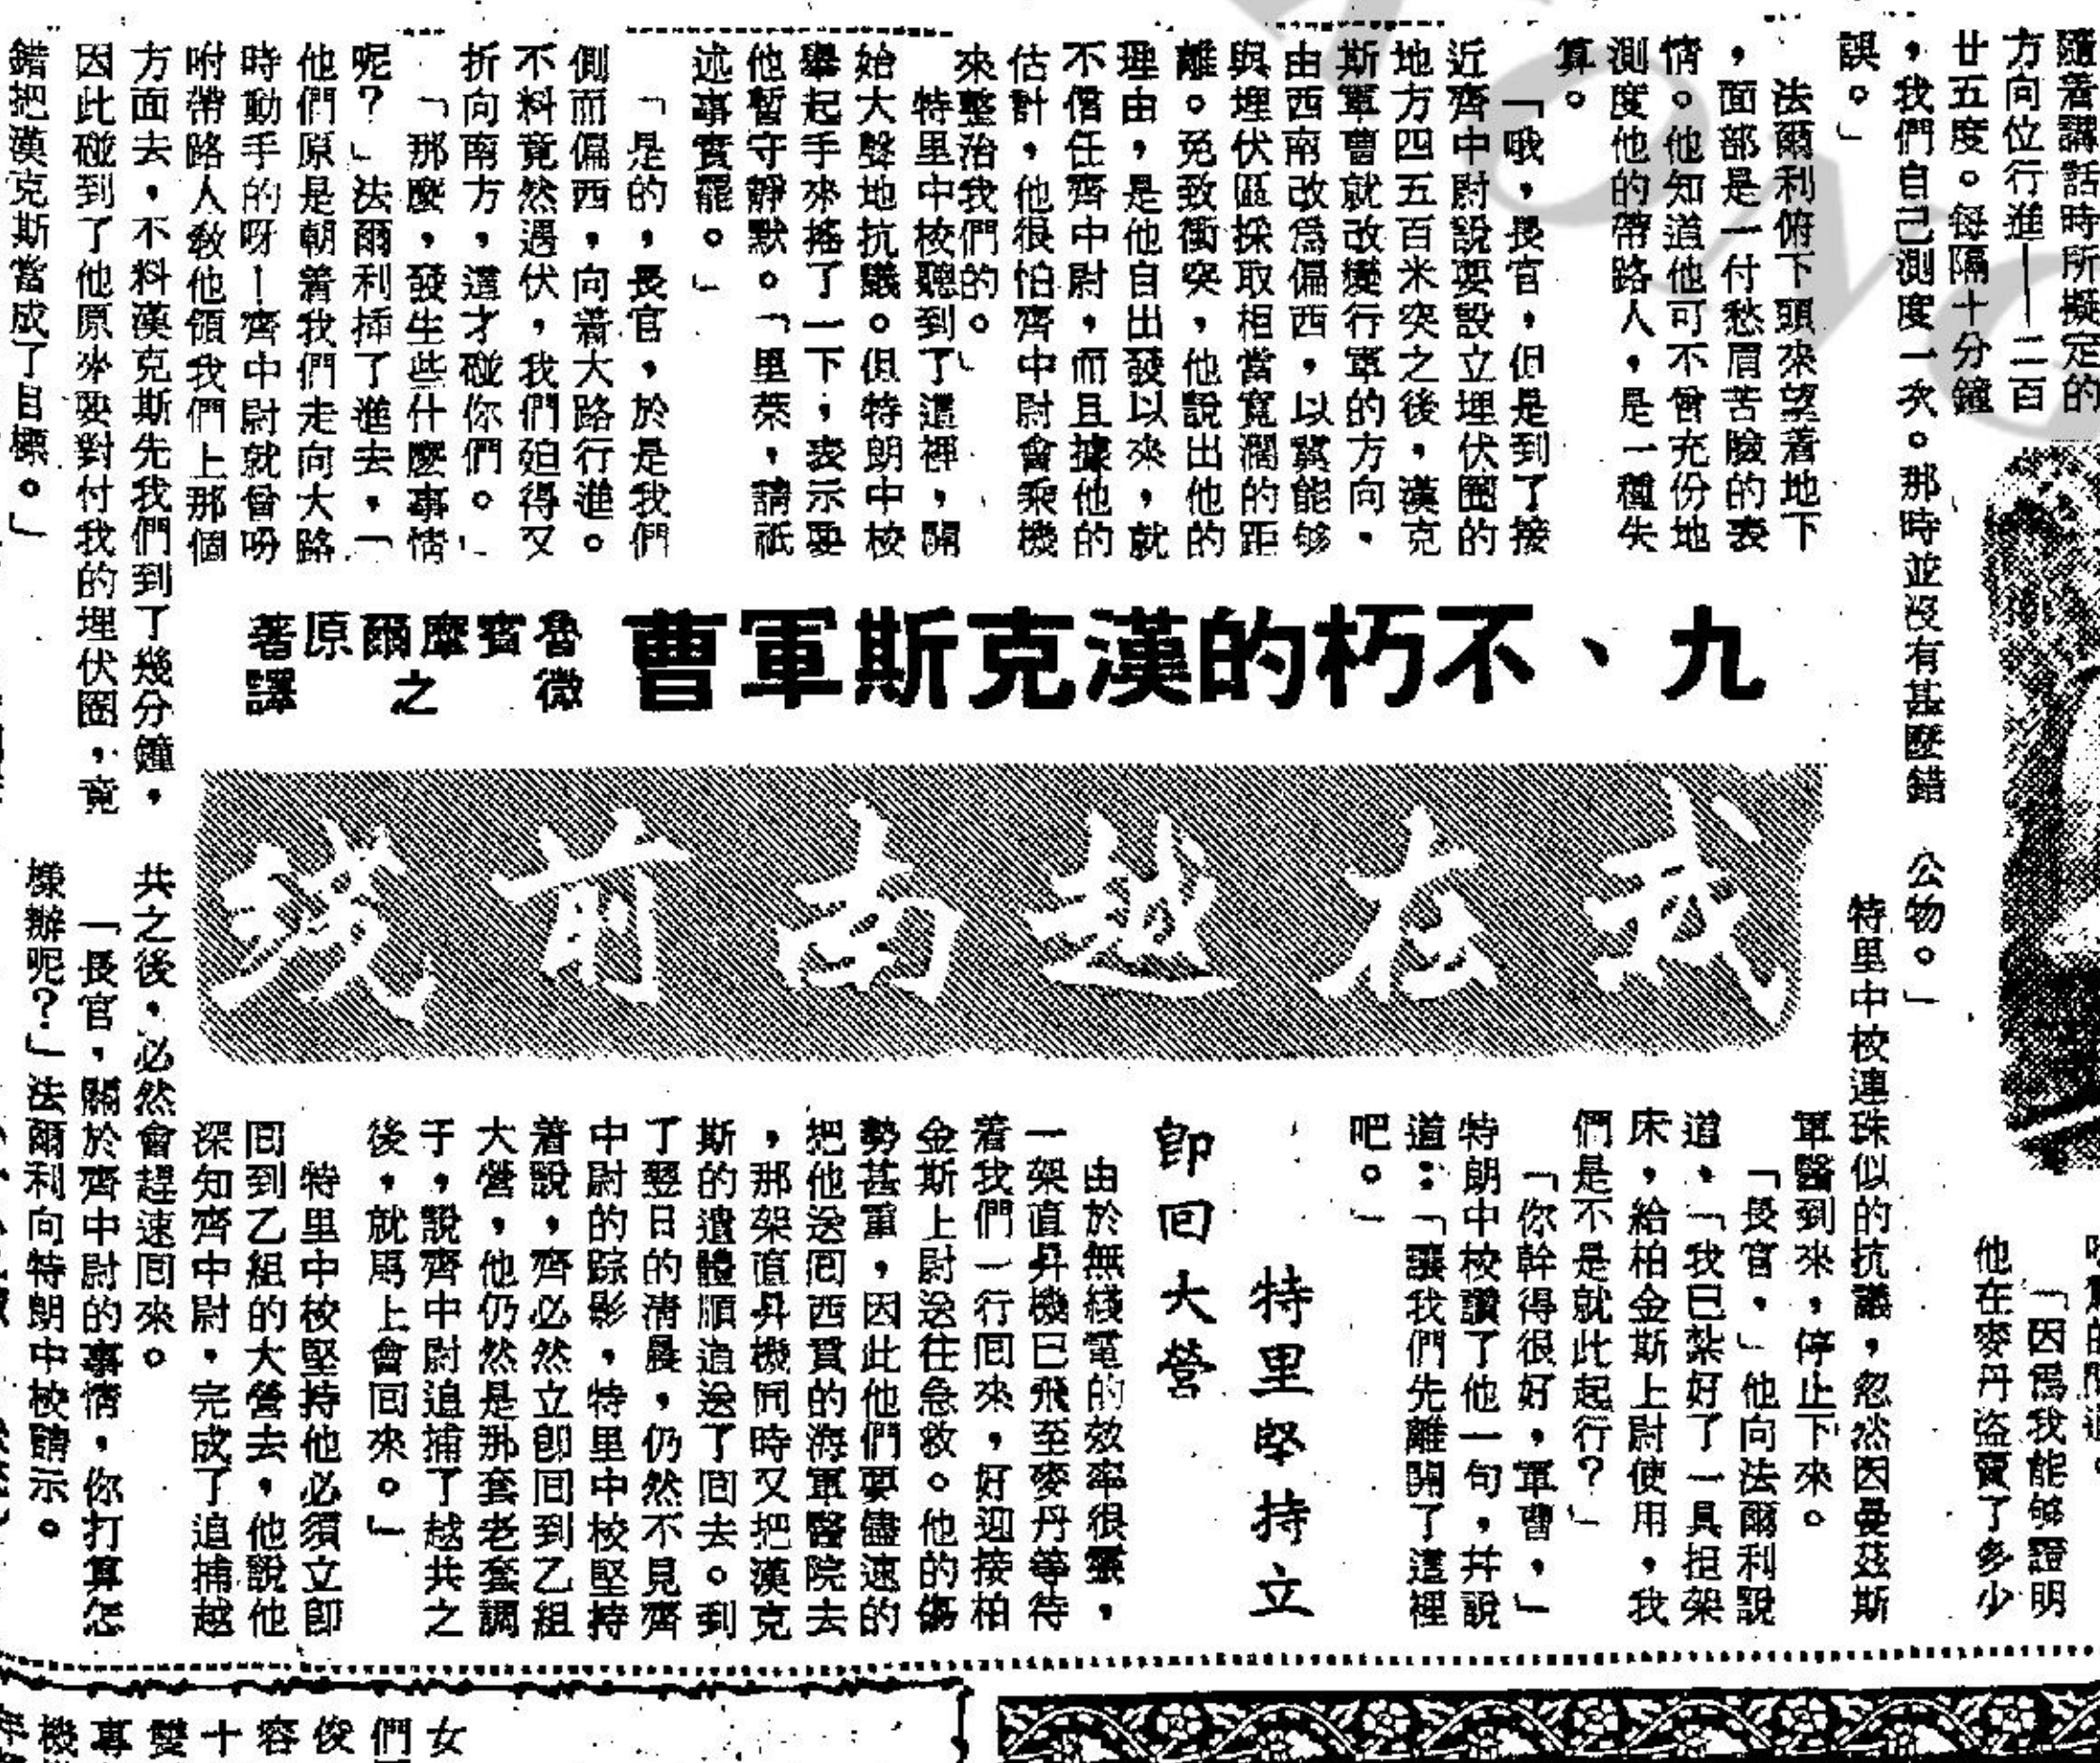 隨着講話時所擬定的
方向位行進——二百
廿五度。每隔十分鐘
，我們自己測度一次。那時並沒有甚麼錯
誤。」
法爾利俯下頭來望着地下
，面部是一付愁眉苦臉的表
情。他知道他可不曾充份地
測度他的帶路人，是一種失
算。
「哦，長官，但是到了接
近齊中尉說要設立埋伏圈的
地方四五百米突之後，漢克
斯軍曹就改變行軍的方向，
由西南改為偏西，以冀能够
與埋伏區採取相當寬濶的距
離。免致衝突，他說出他的
理由，是他自出發以來，就
不信任齊中尉，而且據他的
估計，他很怕齊中尉會乘機
來整治我們的。」
特里中校聽到了這裡，開
始大聲地抗議。但特朗中校
舉起手來搖了一下，表示要
他暫守靜默。「里萊，請祇
述事實罷。」
「是的，長官，於是我們
側而偏西，向着大路行進。
不料竟然遇伏，我們廹得又
折向南方，這才碰你們。」
「那麼，發生些什麼事情
呢？」法爾利插了進去，「
他們原是朝着我們走向大路
時動手的呀！齊中尉就曾吩
咐帶路人敎他領我們上那個
方面去，不料漢克斯先我們到了幾分鐘，
因此碰到了他原來要對付我的埋伏圈，竟
錯把漢克斯當成了目標。」
九、不朽的漢克斯軍曹
魯賓摩爾原著
微之譯
我在越南前线
公物。」
特里中校連珠似的抗議，忽然因曼茲斯
軍醫到來，停止下來。
「長官，」他向法爾利說
道，「我已紮好了一具担架
床，給柏金斯上尉使用，我
們是不是就此起行？」
「你幹得很好，軍曹，」
特朗中校讚了他一句，并說
道：「讓我們先離開了這裡
吧。」
特里堅持立
卽回大營
由於無綫電的效率很靈，
一架直昇機已飛至麥丹等待
着我們一行回來，好迎接柏
金斯上尉送往急救。他的傷
勢甚重，因此他們要儘速的
把他送囘西貢的海軍醫院去
，那架直昇機同時又把漢克
斯的遺體順道送了囘去。到
了翌日的清晨，仍然不見齊
中尉的踪影，特里中校堅持
着說，齊必然立卽囘到乙組
大營，他仍然是那套老套調
于，說齊中尉追捕了越共之
後，就馬上會回來。」
特里中校堅持他必須立卽
囘到乙組的大營去，他說他
深知齊中尉，完成了追捕越
共之後，必然會趕速囘來。
「長官，關於齊中尉的事情，你打算怎
樣辦呢？」法爾利向特朗中校請示。
「因爲我能够證明
他在麥丹盜賣了多少
女
們
俊
容
十
雙
專
機